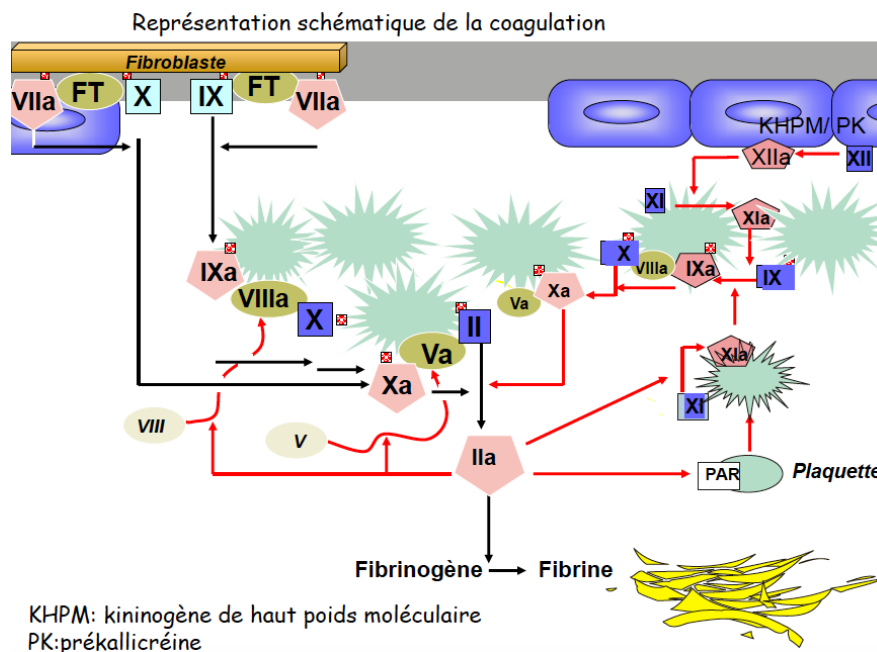 Représentation schématique de la coagulation
Fibroblaste
VIIa FT X IX FT VIIa
KHPM/ PK
XIIa XII
XI XIa
IXa VIIIa X
X VIIIa IXa IX
Va Xa
II
Va
Xa
XIa
XI
VIII
V
IIa
PAR Plaquette
Fibrinogène Fibrine
KHPM: kininogène de haut poids moléculaire
PK:prékallicréine